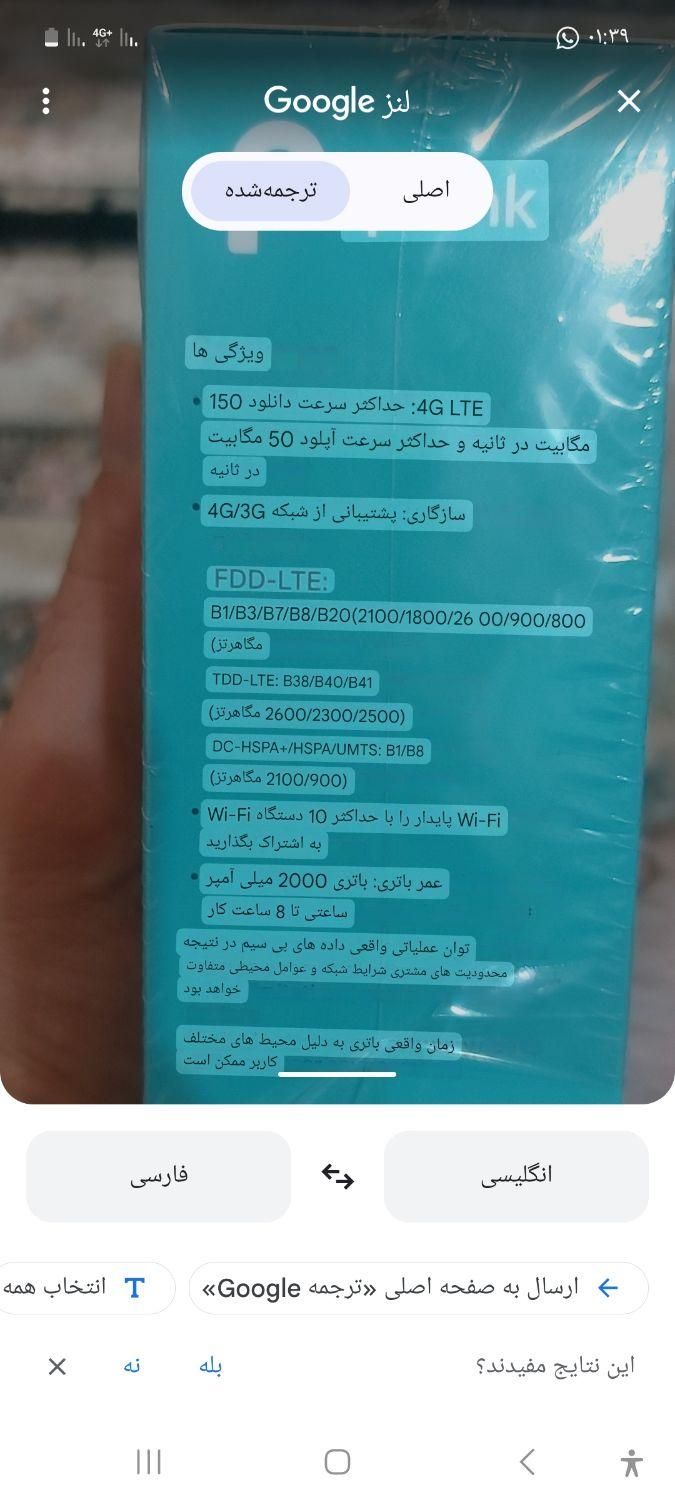 4G+
۰۱:۳۹
لنز Google
ترجمه‌شده
اصلی
nk
ویژگی ها
4G LTE: حداکثر سرعت دانلود 150
مگابیت در ثانیه و حداکثر سرعت آپلود 50 مگابیت
در ثانیه
سازگاری: پشتیبانی از شبکه 4G/3G
FDD-LTE:
B1/B3/B7/B8/B20(2100/1800/26 00/900/800
مگاهرتز)
TDD-LTE: B38/B40/B41
(2600/2300/2500 مگاهرتز)
DC-HSPA+/HSPA/UMTS: B1/B8
(2100/900 مگاهرتز)
Wi-Fi پایدار را با حداکثر 10 دستگاه Wi-Fi
به اشتراک بگذارید
عمر باتری: باتری 2000 میلی آمپر
ساعتی تا 8 ساعت کار
توان عملیاتی واقعی داده های بی سیم در نتیجه
محدودیت های مشتری شرایط شبکه و عوامل محیطی متفاوت
خواهد بود
زمان واقعی باتری به دلیل محیط های مختلف
کاربر ممکن است
انگلیسی
فارسی
ارسال به صفحه اصلی «ترجمه Google»
انتخاب همه
این نتایج مفیدند؟
بله
نه